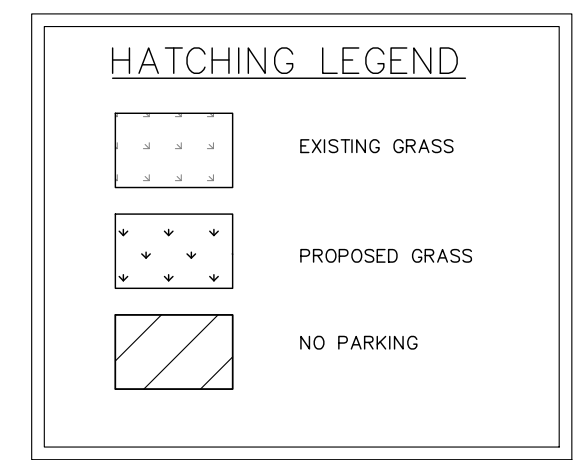 HATCHING LEGEND
EXISTING GRASS
PROPOSED GRASS
NO PARKING